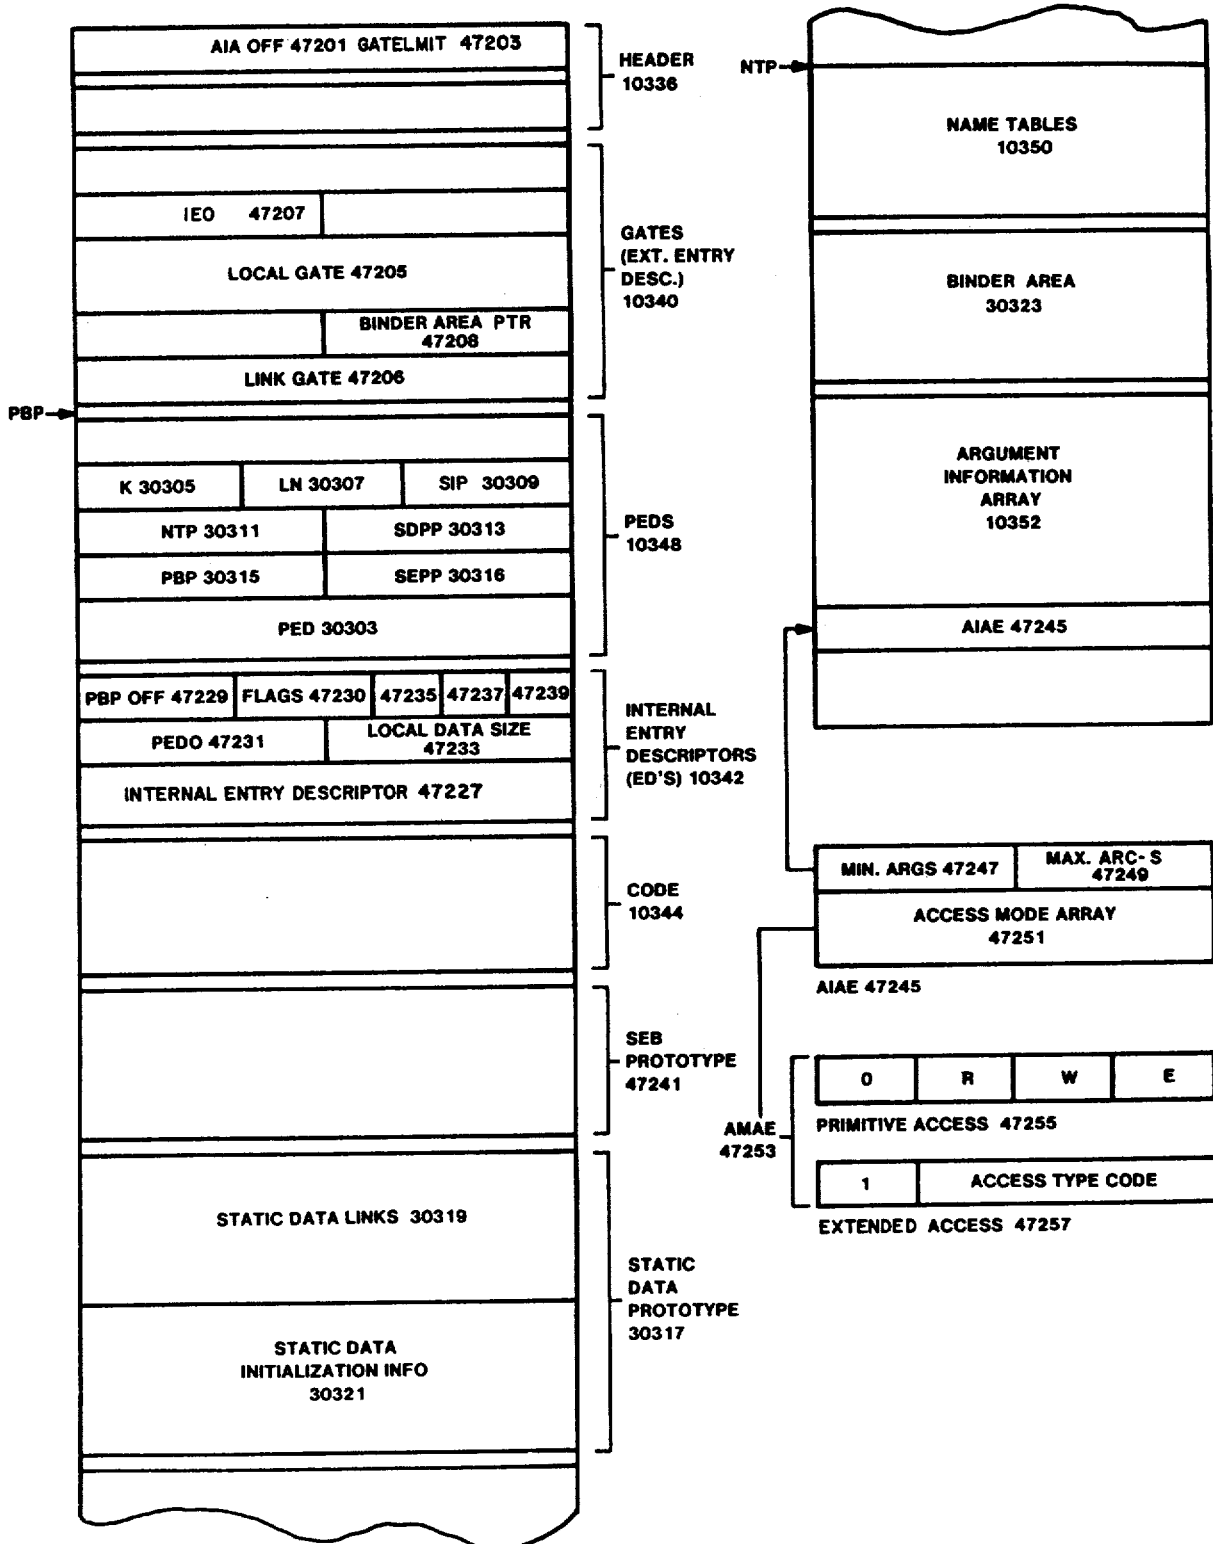 AIA OFF 47201 GATELMIT 47203
HEADER
10336
IEO 47207
LOCAL GATE 47205
BINDER AREA PTR
47208
LINK GATE 47206
GATES
(EXT. ENTRY
DESC.)
10340
PBP
K 30305
LN 30307
SIP 30309
NTP 30311
SDPP 30313
PBP 30315
SEPP 30316
PED 30303
PEDS
10348
PBP OFF 47229
FLAGS 47230
47235
47237
47239
PEDO 47231
LOCAL DATA SIZE
47233
INTERNAL ENTRY DESCRIPTOR 47227
INTERNAL
ENTRY
DESCRIPTORS
(ED'S) 10342
CODE
10344
SEB
PROTOTYPE
47241
STATIC DATA LINKS 30319
STATIC DATA
INITIALIZATION INFO
30321
STATIC
DATA
PROTOTYPE
30317
NTP
NAME TABLES
10350
BINDER AREA
30323
ARGUMENT
INFORMATION
ARRAY
10352
AIAE 47245
MIN. ARGS 47247
MAX. ARC-S
47249
ACCESS MODE ARRAY
47251
AIAE 47245
AMAE
47253
0
R
W
E
PRIMITIVE ACCESS 47255
1
ACCESS TYPE CODE
EXTENDED ACCESS 47257